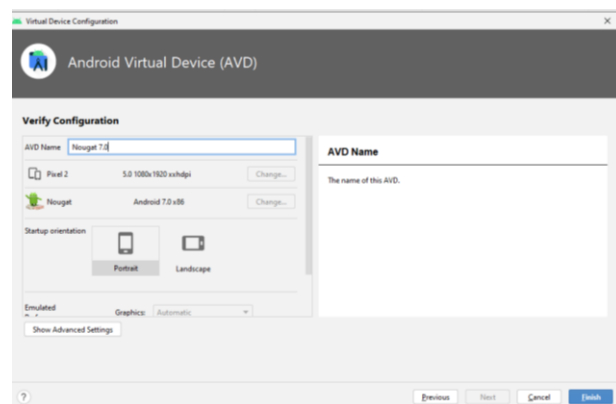 Virtual Device Configuration
Android Virtual Device (AVD)
Verify Configuration
AVD Name Nougat 7.0
Pixel 2 5.0 1080x1920 xxhdpi Change...
Nougat Android 7.0 x86 Change...
Startup orientation
Portrait Landscape
Emulated
Graphics: Automatic
Show Advanced Settings
AVD Name
The name of this AVD.
? Previous Next Cancel Finish